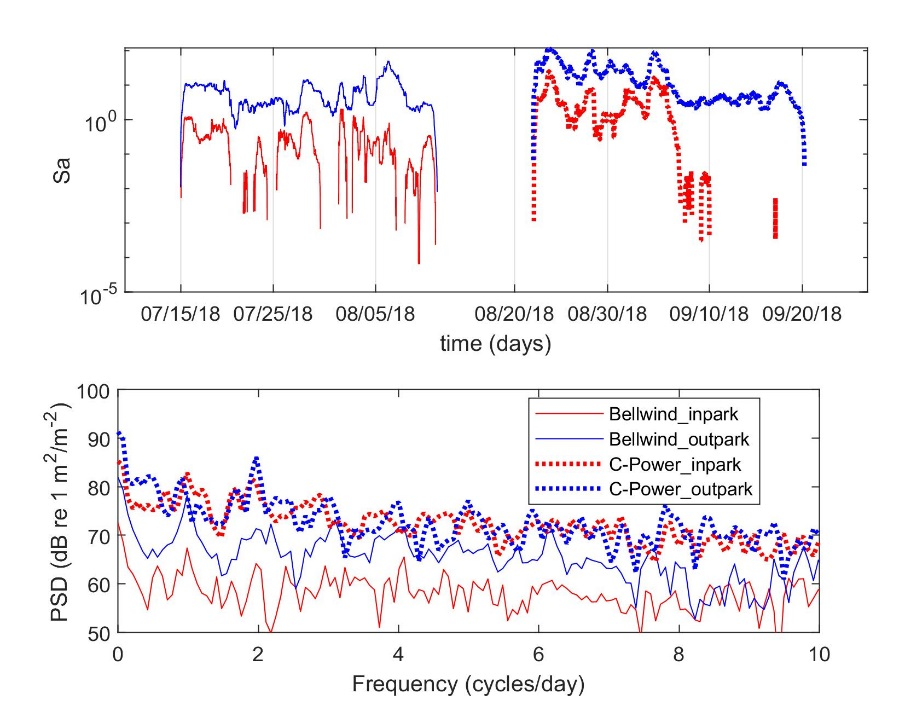 Sa
10^0
10^-5
07/15/18 07/25/18 08/05/18 08/20/18 08/30/18 09/10/18 09/20/18
time (days)
PSD (dB re 1 m^2/m^-2)
100
90
80
70
60
50
Bellwind_inpark
Bellwind_outpark
C-Power_inpark
C-Power_outpark
0 2 4 6 8 10
Frequency (cycles/day)